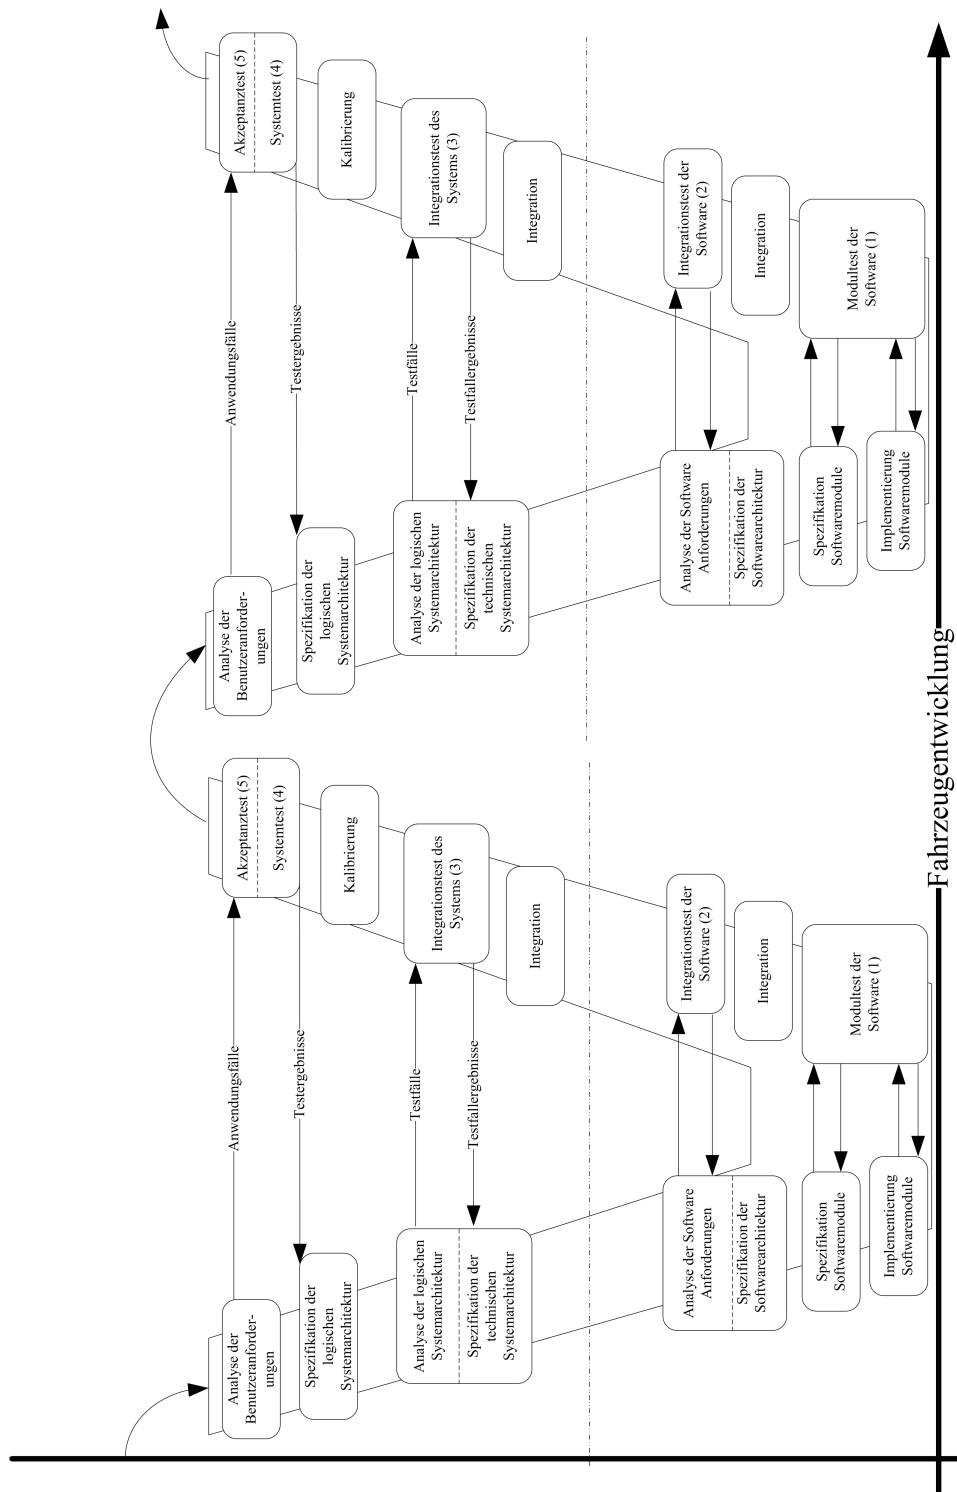 Analyse der
Benutzeranforder-
ungen
Spezifikation der
logischen
Systemarchitektur
Analyse der logischen
Systemarchitektur
Spezifikation der
technischen
Systemarchitektur
Analyse der Software
Anforderungen
Spezifikation der
Softwarearchitektur
Spezifikation
Softwaremodule
Implementierung
Softwaremodule
Anwendungsfälle
Testergebnisse
Testfälle
Testfallergebnisse
Akzeptanztest (5)
Systemtest (4)
Kalibrierung
Integrationstest des
Systems (3)
Integration
Integrationstest der
Software (2)
Integration
Modultest der
Software (1)
Analyse der
Benutzeranforder-
ungen
Spezifikation der
logischen
Systemarchitektur
Analyse der logischen
Systemarchitektur
Spezifikation der
technischen
Systemarchitektur
Analyse der Software
Anforderungen
Spezifikation der
Softwarearchitektur
Spezifikation
Softwaremodule
Implementierung
Softwaremodule
Anwendungsfälle
Testergebnisse
Testfälle
Testfallergebnisse
Akzeptanztest (5)
Systemtest (4)
Kalibrierung
Integrationstest des
Systems (3)
Integration
Integrationstest der
Software (2)
Integration
Modultest der
Software (1)
Fahrzeugentwicklung